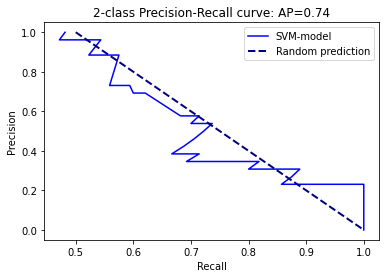 2-class Precision-Recall curve: AP=0.74
SVM-model
Random prediction
Precision
1.0
0.8
0.6
0.4
0.2
0.0
0.5 0.6 0.7 0.8 0.9 1.0
Recall